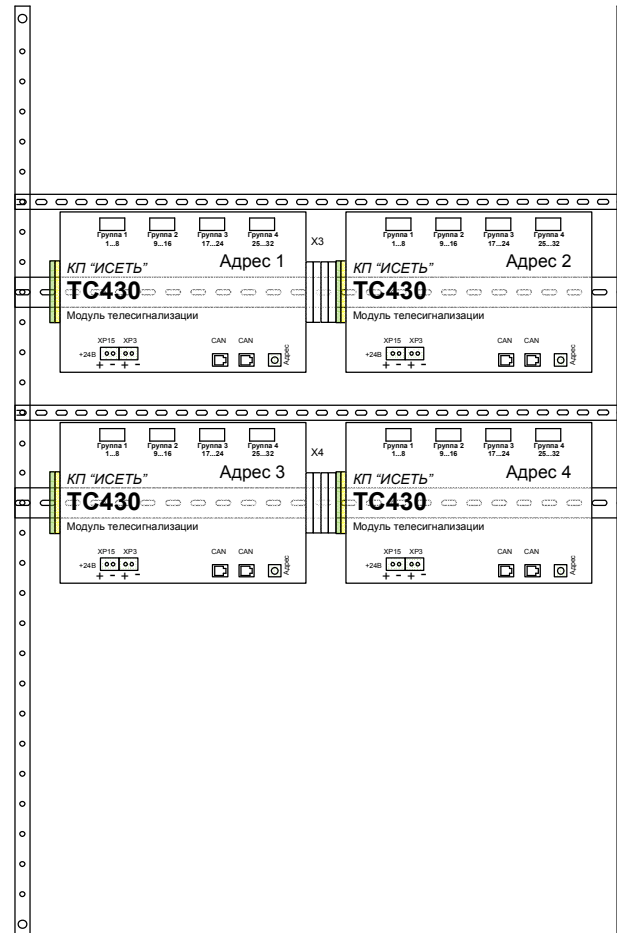 Группа 1 Группа 2 Группа 3 Группа 4
1...8 9...16 17...24 25...32
Адрес 1
КП “ИСЕТЬ”
ТС430
Модуль телесигнализации
XP15 XP3 CAN CAN
+24В
+ − + −
Адрес
X3
Группа 1 Группа 2 Группа 3 Группа 4
1...8 9...16 17...24 25...32
Адрес 2
КП “ИСЕТЬ”
ТС430
Модуль телесигнализации
XP15 XP3 CAN CAN
+24В
+ − + −
Адрес
Группа 1 Группа 2 Группа 3 Группа 4
1...8 9...16 17...24 25...32
Адрес 3
КП “ИСЕТЬ”
ТС430
Модуль телесигнализации
XP15 XP3 CAN CAN
+24В
+ − + −
Адрес
X4
Группа 1 Группа 2 Группа 3 Группа 4
1...8 9...16 17...24 25...32
Адрес 4
КП “ИСЕТЬ”
ТС430
Модуль телесигнализации
XP15 XP3 CAN CAN
+24В
+ − + −
Адрес